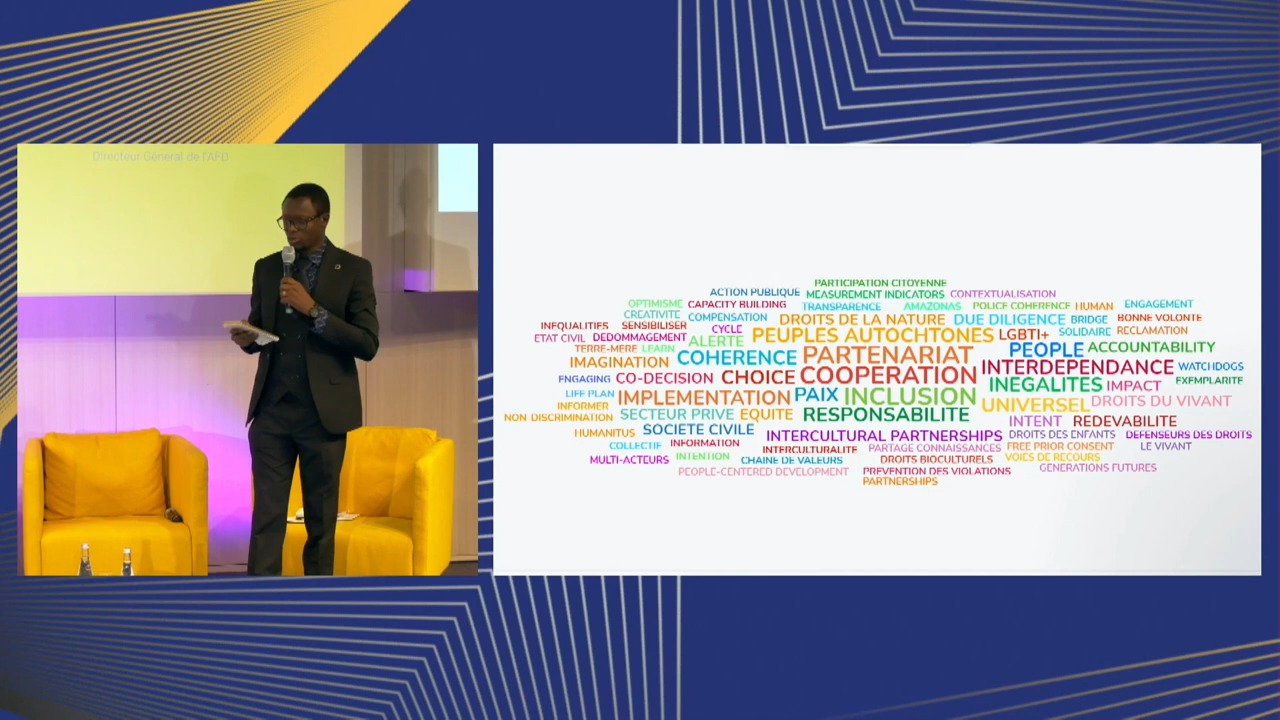 Directeur Général de l'AFD
PARTICIPATION CITOYENNE
ACTION PUBLIQUE MEASUREMENT INDICATORS CONTEXTUALISATION
OPTIMISME CAPACITY BUILDING TRANSPARENCE AMAZONAS POLICE COHERENCE HUMAN ENGAGEMENT
CREATIVITE COMPENSATION DROITS DE LA NATURE DUE DILIGENCE BRIDGE BONNE VOLONTE
INEQUALITIES SENSIBILISER CYCLE PEUPLES AUTOCHTONES LGBTI+ SOLIDAIRE RECLAMATION
ETAT CIVIL DEDOMMAGEMENT ALERTE
TERRE-MERE LEARN COHERENCE PARTENARIAT PEOPLE ACCOUNTABILITY
IMAGINATION INTERDEPENDANCE WATCHDOGS
ENGAGING CO-DECISION CHOICE COOPERATION INEGALITES IMPACT EXEMPLARITE
LIFE PLAN IMPLEMENTATION PAIX INCLUSION UNIVERSEL DROITS DU VIVANT
INFORMER
NON DISCRIMINATION SECTEUR PRIVE EQUITE RESPONSABILITE INTENT REDEVABILITE
HUMANITUS SOCIETE CIVILE INTERCULTURAL PARTNERSHIPS DROITS DES ENFANTS DEFENSEURS DES DROITS
COLLECTIF INFORMATION INTERCULTURALITE PARTAGE CONNAISSANCES FREE PRIOR CONSENT LE VIVANT
MULTI-ACTEURS INTENTION CHAINE DE VALEURS DROITS BIOCULTURELS VOIES DE RECOURS
PEOPLE-CENTERED DEVELOPMENT PREVENTION DES VIOLATIONS GENERATIONS FUTURES
PARTNERSHIPS